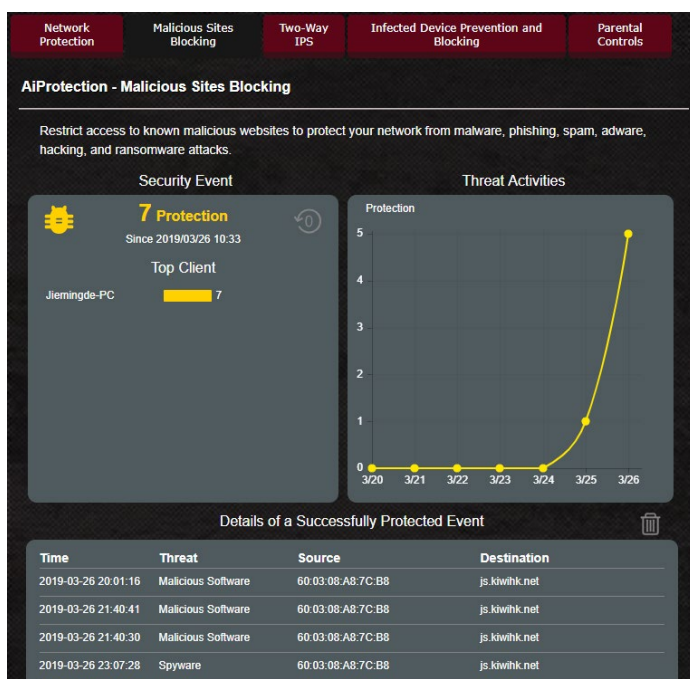 Network
Protection
Malicious Sites
Blocking
Two-Way
IPS
Infected Device Prevention and
Blocking
Parental
Controls
AiProtection - Malicious Sites Blocking
Restrict access to known malicious websites to protect your network from malware, phishing, spam, adware,
hacking, and ransomware attacks.
Security Event
7 Protection
0
Since 2019/03/26 10:33
Top Client
Jiemingde-PC 7
Threat Activities
Protection
5
4
3
2
1
0
3/20 3/21 3/22 3/23 3/24 3/25 3/26
Details of a Successfully Protected Event
Time Threat Source Destination
2019-03-26 20:01:16 Malicious Software 60:03:08:A8:7C:B8 js.kiwihk.net
2019-03-26 21:40:41 Malicious Software 60:03:08:A8:7C:B8 js.kiwihk.net
2019-03-26 21:40:30 Malicious Software 60:03:08:A8:7C:B8 js.kiwihk.net
2019-03-26 23:07:28 Spyware 60:03:08:A8:7C:B8 js.kiwihk.net